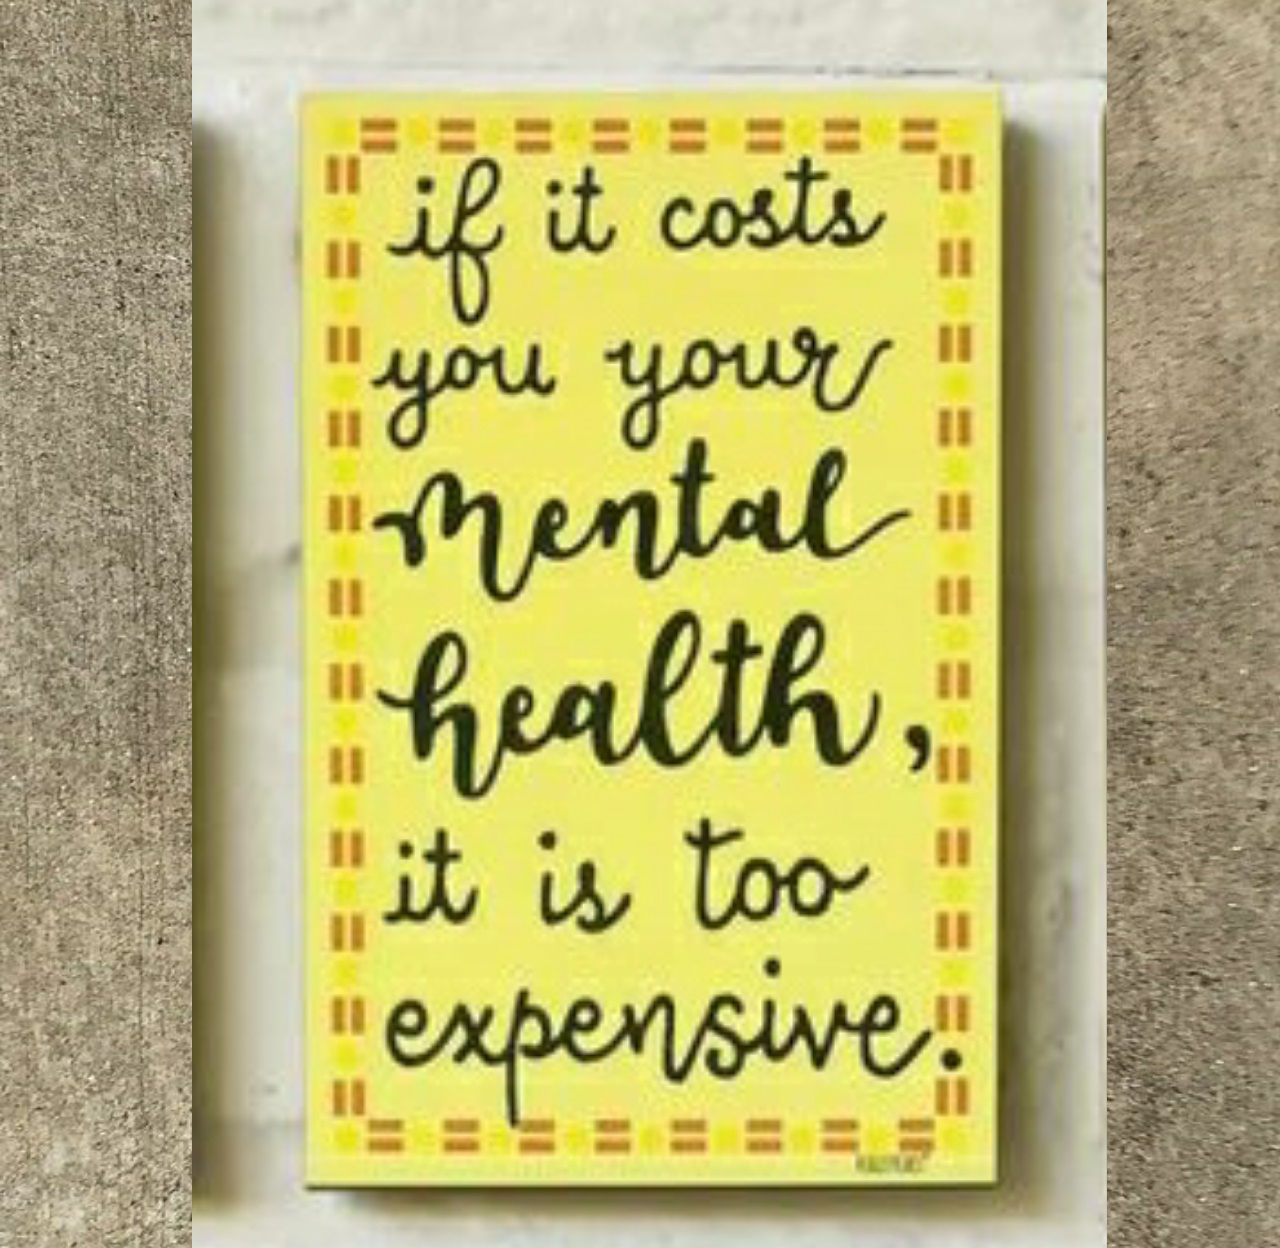 if it costs
you your
mental
health,
it is too
expensive.